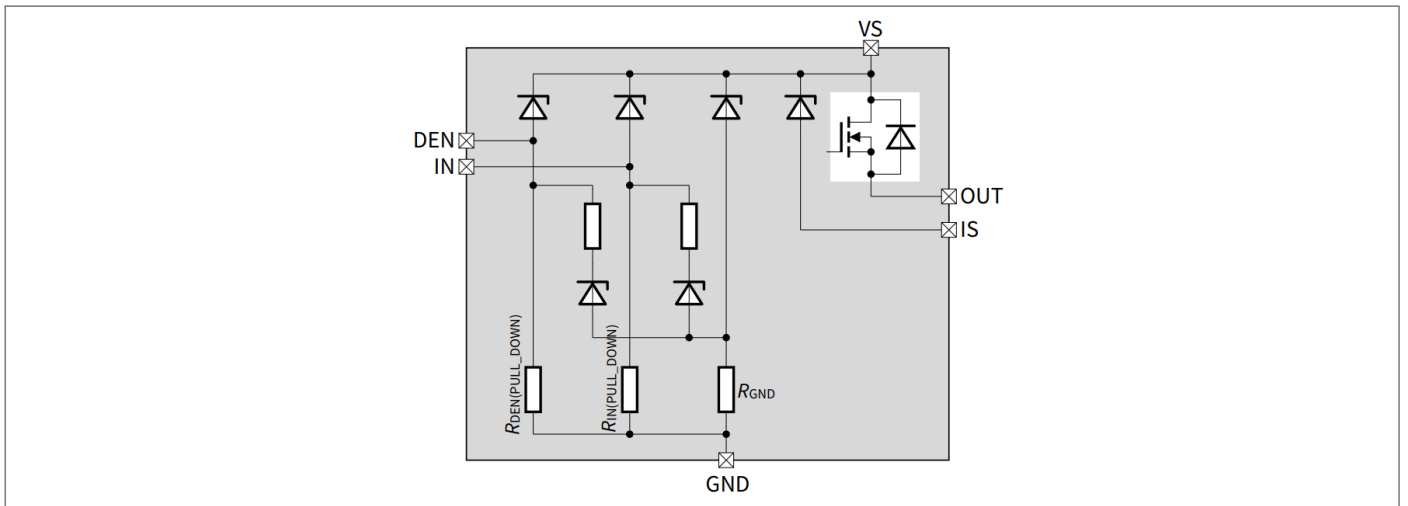 VS
DEN
IN
OUT
IS
RDEN(PULL_DOWN)
RIN(PULL_DOWN)
RGND
GND